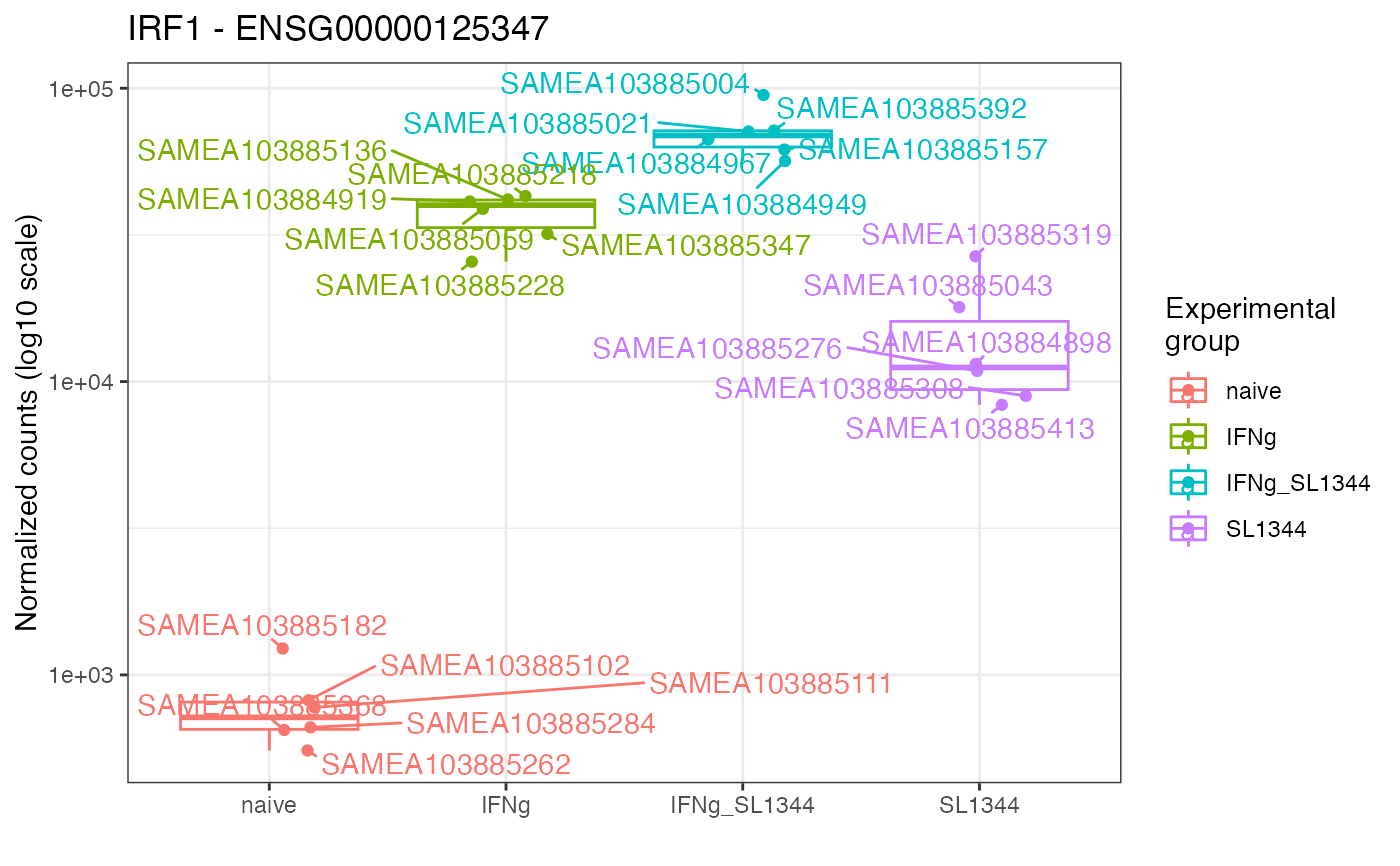 IRF1 - ENSG00000125347
Normalized counts (log10 scale)
1e+05
1e+04
1e+03
SAMEA103885004
SAMEA103885392
SAMEA103885021
SAMEA103885136
SAMEA103885157
SAMEA103884967
SAMEA103885218
SAMEA103884919
SAMEA103884949
SAMEA103885059
SAMEA103885347
SAMEA103885319
SAMEA103885228
SAMEA103885043
SAMEA103885276
SAMEA103884898
SAMEA103885308
SAMEA103885413
SAMEA103885182
SAMEA103885102
SAMEA103885111
SAMEA103885368
SAMEA103885284
SAMEA103885262
naive
IFNg
IFNg_SL1344
SL1344
Experimental
group
naive
IFNg
IFNg_SL1344
SL1344